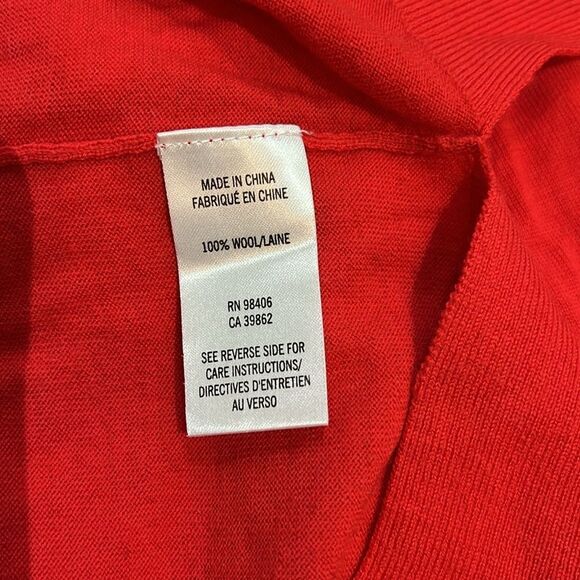 MADE IN CHINA
FABRIQUÉ EN CHINE
100% WOOL/LAINE
RN 98406
CA 39862
SEE REVERSE SIDE FOR
CARE INSTRUCTIONS/
DIRECTIVES D'ENTRETIEN
AU VERSO